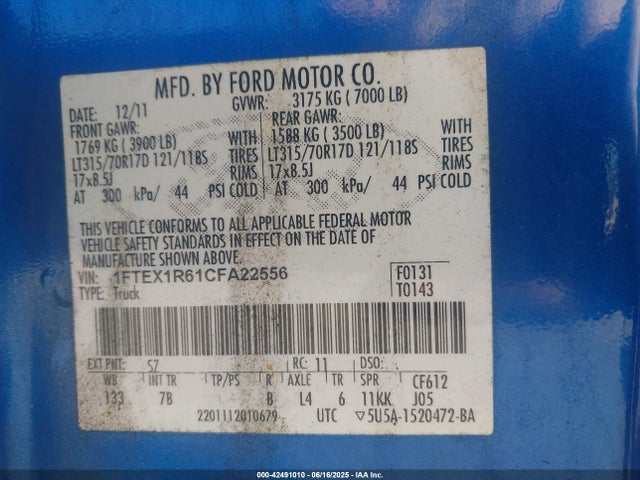 MFD. BY FORD MOTOR CO.
DATE: 12/11 GVWR: 3175 KG ( 7000 LB)
FRONT GAWR: REAR GAWR:
1769 KG ( 3900 LB) WITH 1588 KG ( 3500 LB) WITH
LT315/70R17D 121/118S TIRES LT315/70R17D 121/118S TIRES
17x8.5J RIMS 17x8.5J RIMS
AT 300 kPa/ 44 PSI COLD AT 300 kPa/ 44 PSI COLD
THIS VEHICLE CONFORMS TO ALL APPLICABLE FEDERAL MOTOR
VEHICLE SAFETY STANDARDS IN EFFECT ON THE DATE OF
MANUFACTURE SHOWN ABOVE.
VIN: 1FTEX1R61CFA22556 F0131
TYPE: Truck T0143
EXT PNT: S7 RC: 11 DSO:
WB INT TR TP/PS R AXLE TR SPR CF612
133 7B B L4 6 11KK J05
2201112010679 UTC ▽5U5A-1520472-BA
000-42491010 | 06/16/2025 | IAA Inc.